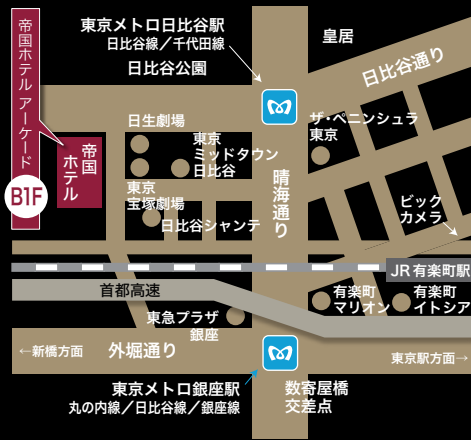 帝国ホテル アーケード
B1F
帝国
ホテル
東京メトロ日比谷駅
日比谷線／千代田線
日比谷公園
皇居
日比谷通り
日生劇場
東京
ミッドタウン
日比谷
ザ・ペニンシュラ
東京
東京
宝塚劇場
日比谷シャンテ
晴海通り
ビック
カメラ
JR有楽町駅
首都高速
有楽町
マリオン
有楽町
イトシア
東急プラザ
銀座
←新橋方面
外堀通り
東京駅方面→
東京メトロ銀座駅
丸の内線／日比谷線／銀座線
数寄屋橋
交差点